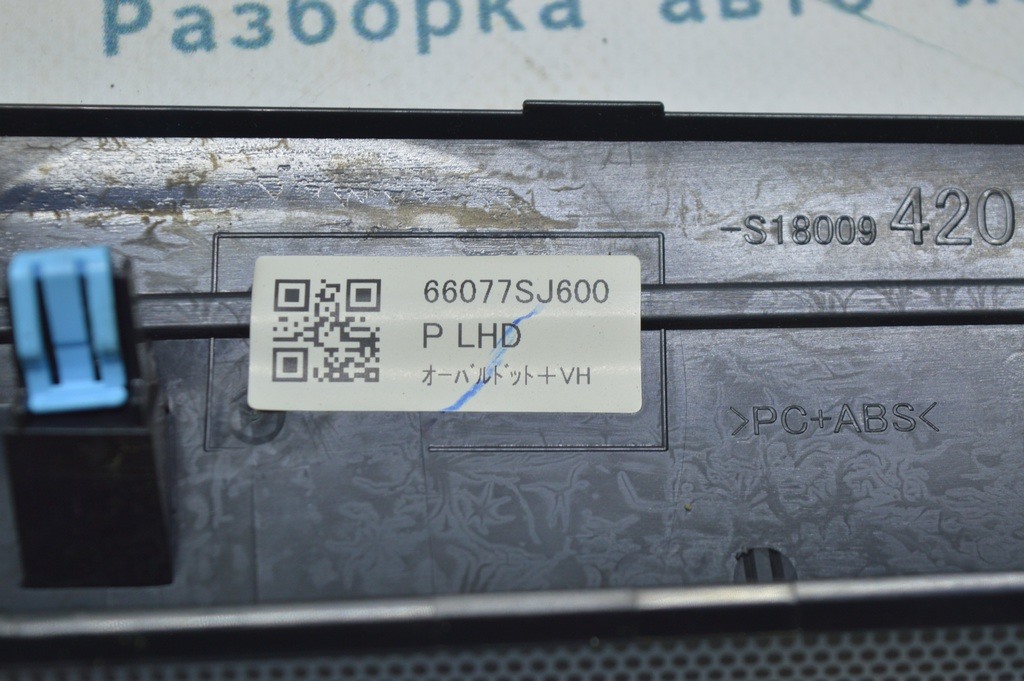 Разборка авто
-S18009 420
66077SJ600
P LHD
オーバルドット+VH
>PC+ABS<